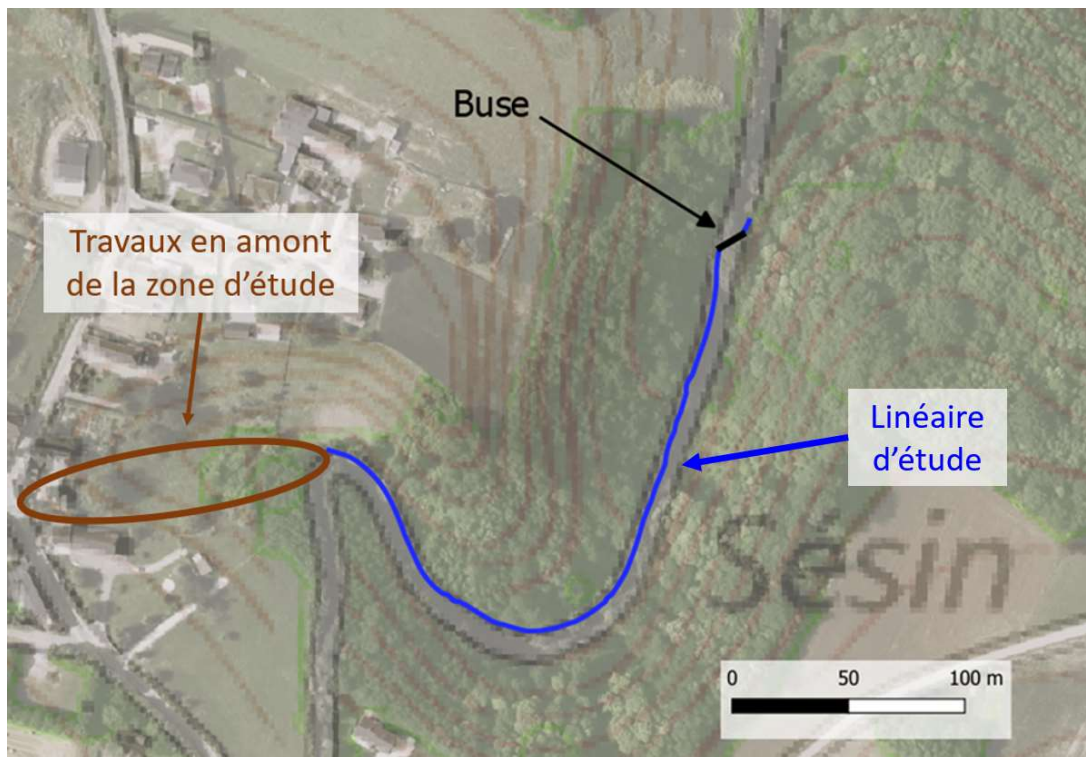 Buse
Travaux en amont
de la zone d’étude
Linéaire
d’étude
Sésin
0 50 100 m